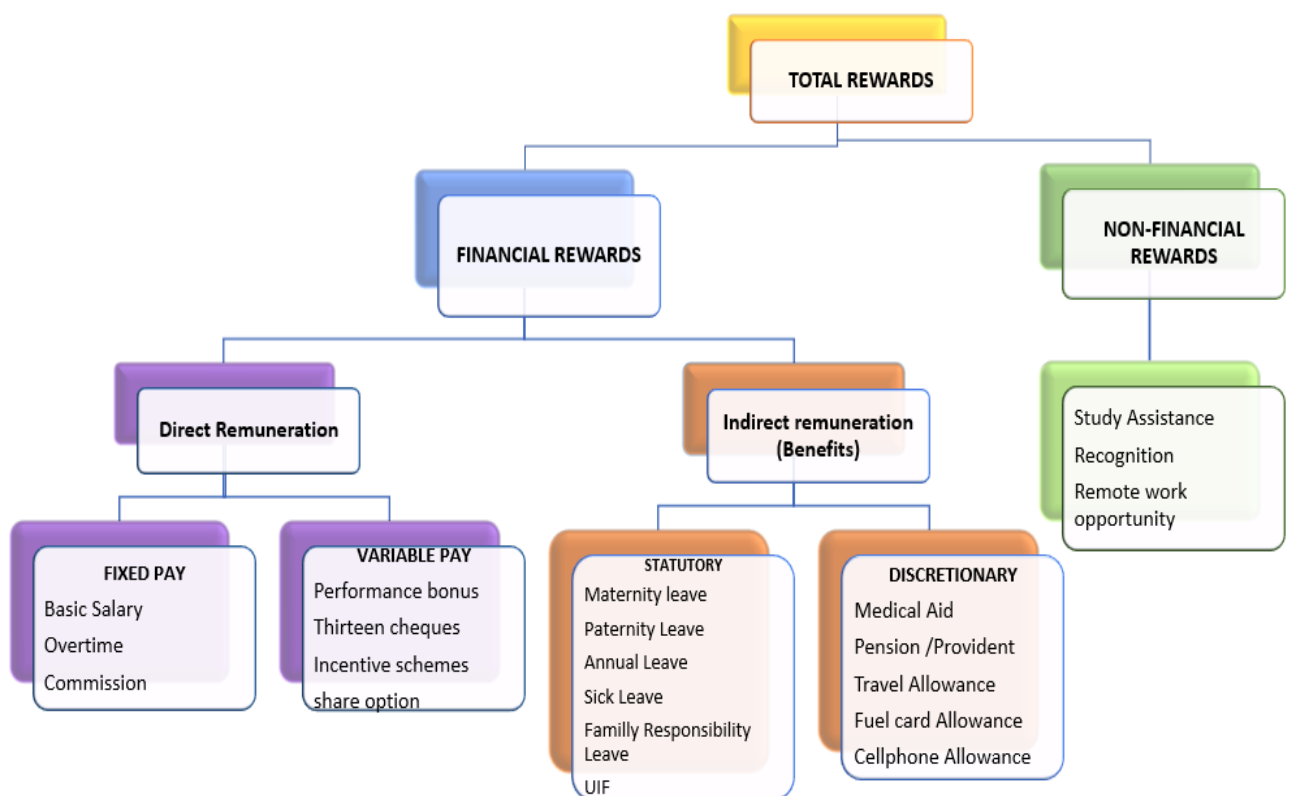 TOTAL REWARDS
FINANCIAL REWARDS
NON-FINANCIAL
REWARDS
Direct Remuneration
Indirect remuneration
(Benefits)
Study Assistance
Recognition
Remote work
opportunity
FIXED PAY
Basic Salary
Overtime
Commission
VARIABLE PAY
Performance bonus
Thirteen cheques
Incentive schemes
share option
STATUTORY
Maternity leave
Paternity Leave
Annual Leave
Sick Leave
Familly Responsibility
Leave
UIF
DISCRETIONARY
Medical Aid
Pension /Provident
Travel Allowance
Fuel card Allowance
Cellphone Allowance